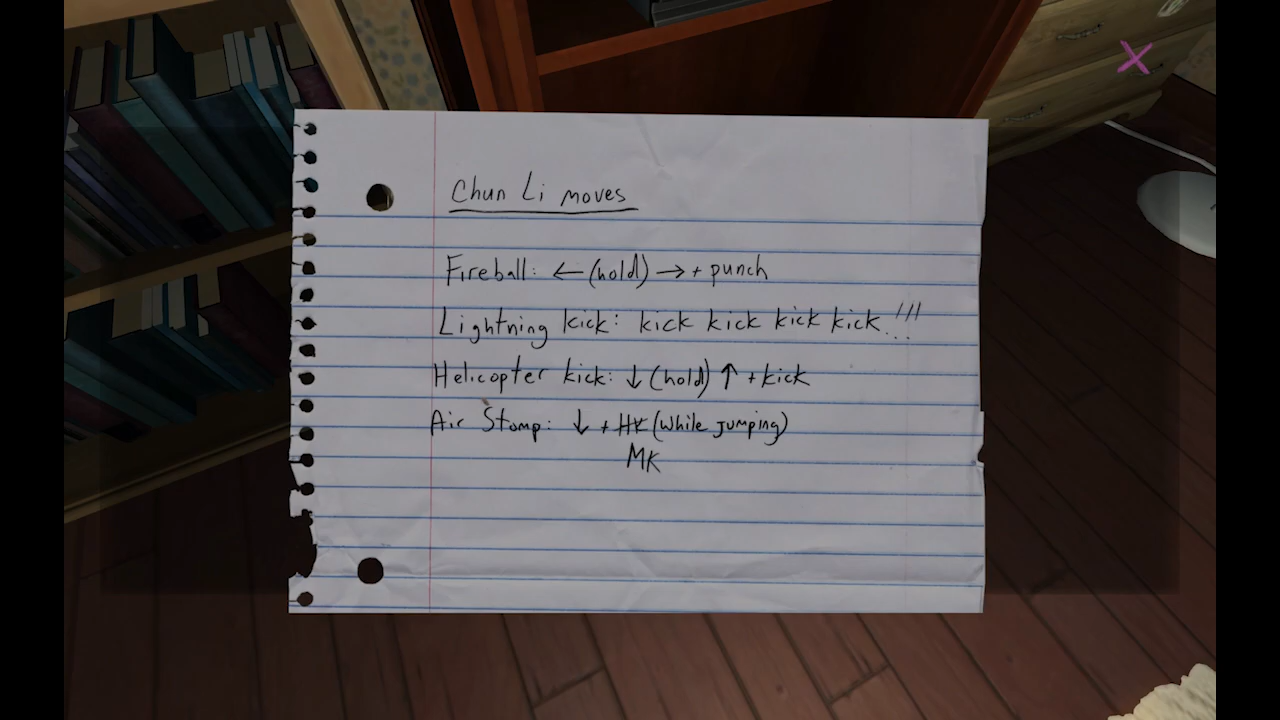 Chun Li moves
Fireball: ← (hold) → + punch
Lightning kick: kick kick kick kick!!!
Helicopter kick: ↓ (hold) ↑ + kick
Air Stomp: ↓ + HK (while jumping)
MK